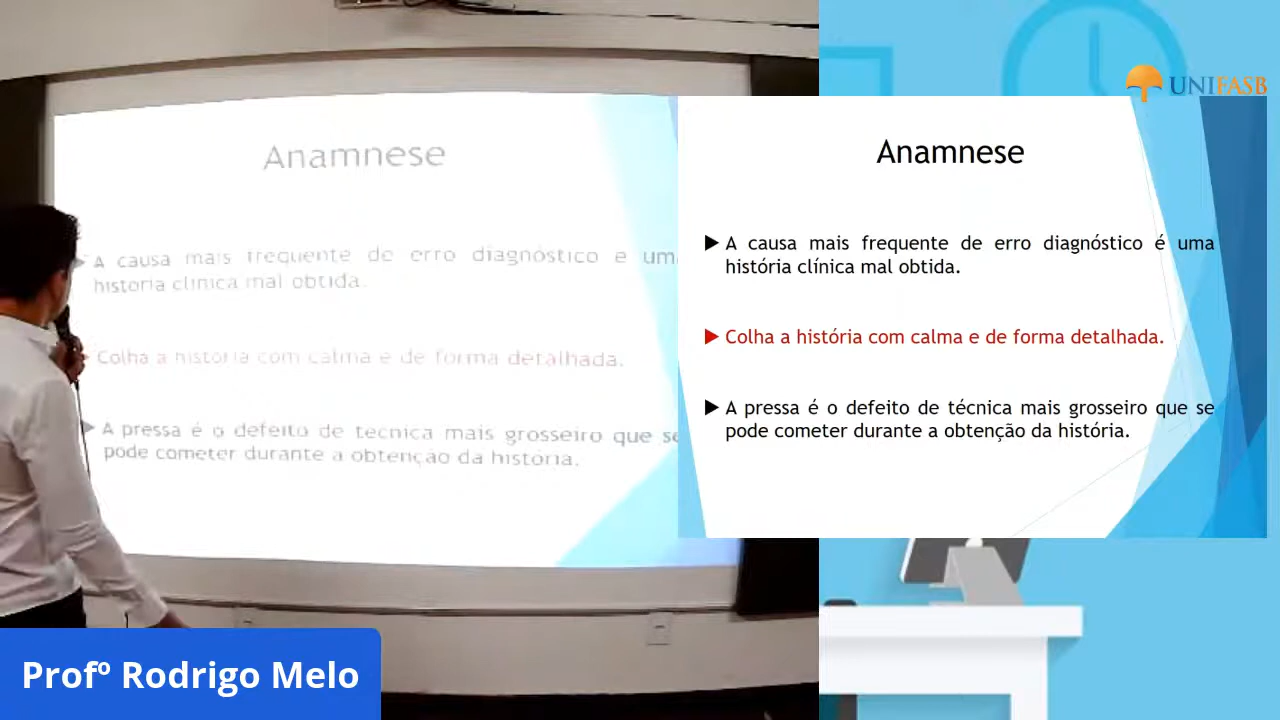 UNIFASB
Anamnese
A causa mais frequente de erro diagnóstico e um
historia clinica mal obtida.
Colha a historia com calma e de forma detalhada.
A pressa é o defeito de tecnica mais grosseiro que se
pode cometer durante a obtenção da história.
Anamnese
A causa mais frequente de erro diagnóstico é uma
história clínica mal obtida.
Colha a história com calma e de forma detalhada.
A pressa é o defeito de técnica mais grosseiro que se
pode cometer durante a obtenção da história.
Profº Rodrigo Melo